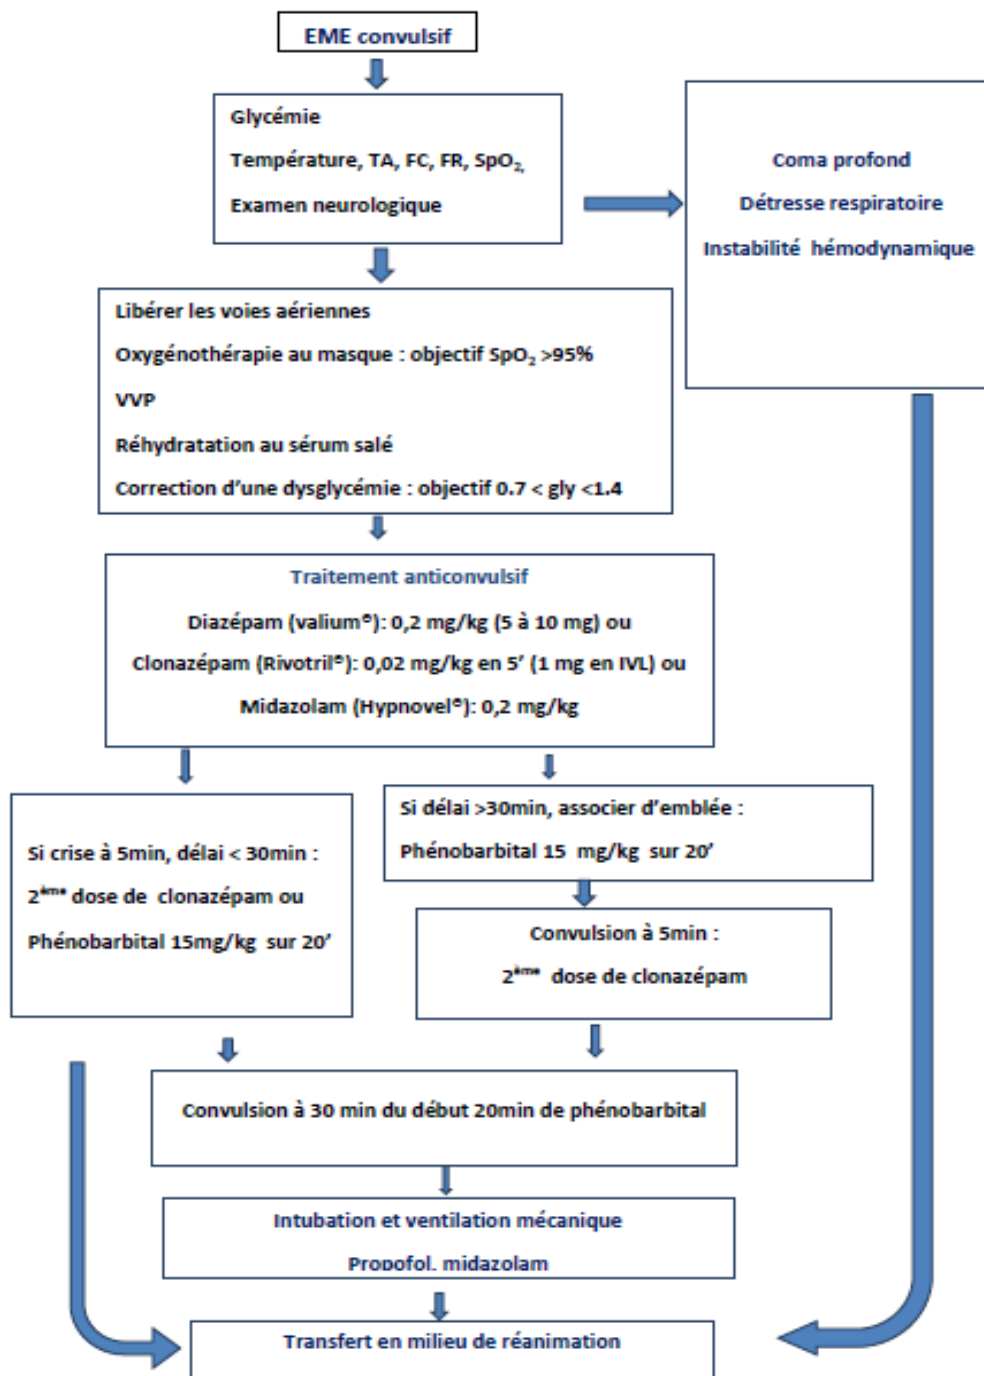 EME convulsif
Glycémie
Température, TA, FC, FR, SpO₂,
Examen neurologique
Coma profond
Détresse respiratoire
Instabilité hémodynamique
Libérer les voies aériennes
Oxygénothérapie au masque : objectif SpO₂ >95%
VVP
Réhydratation au sérum salé
Correction d'une dysglycémie : objectif 0.7 < gly <1.4
Traitement anticonvulsif
Diazépam (valium®): 0,2 mg/kg (5 à 10 mg) ou
Clonazépam (Rivotril®): 0,02 mg/kg en 5' (1 mg en IVL) ou
Midazolam (Hypnovel®): 0,2 mg/kg
Si crise à 5min, délai < 30min :
2ème dose de clonazépam ou
Phénobarbital 15mg/kg sur 20'
Si délai >30min, associer d'emblée :
Phénobarbital 15 mg/kg sur 20'
Convulsion à 5min :
2ème dose de clonazépam
Convulsion à 30 min du début 20min de phénobarbital
Intubation et ventilation mécanique
Propofol, midazolam
Transfert en milieu de réanimation